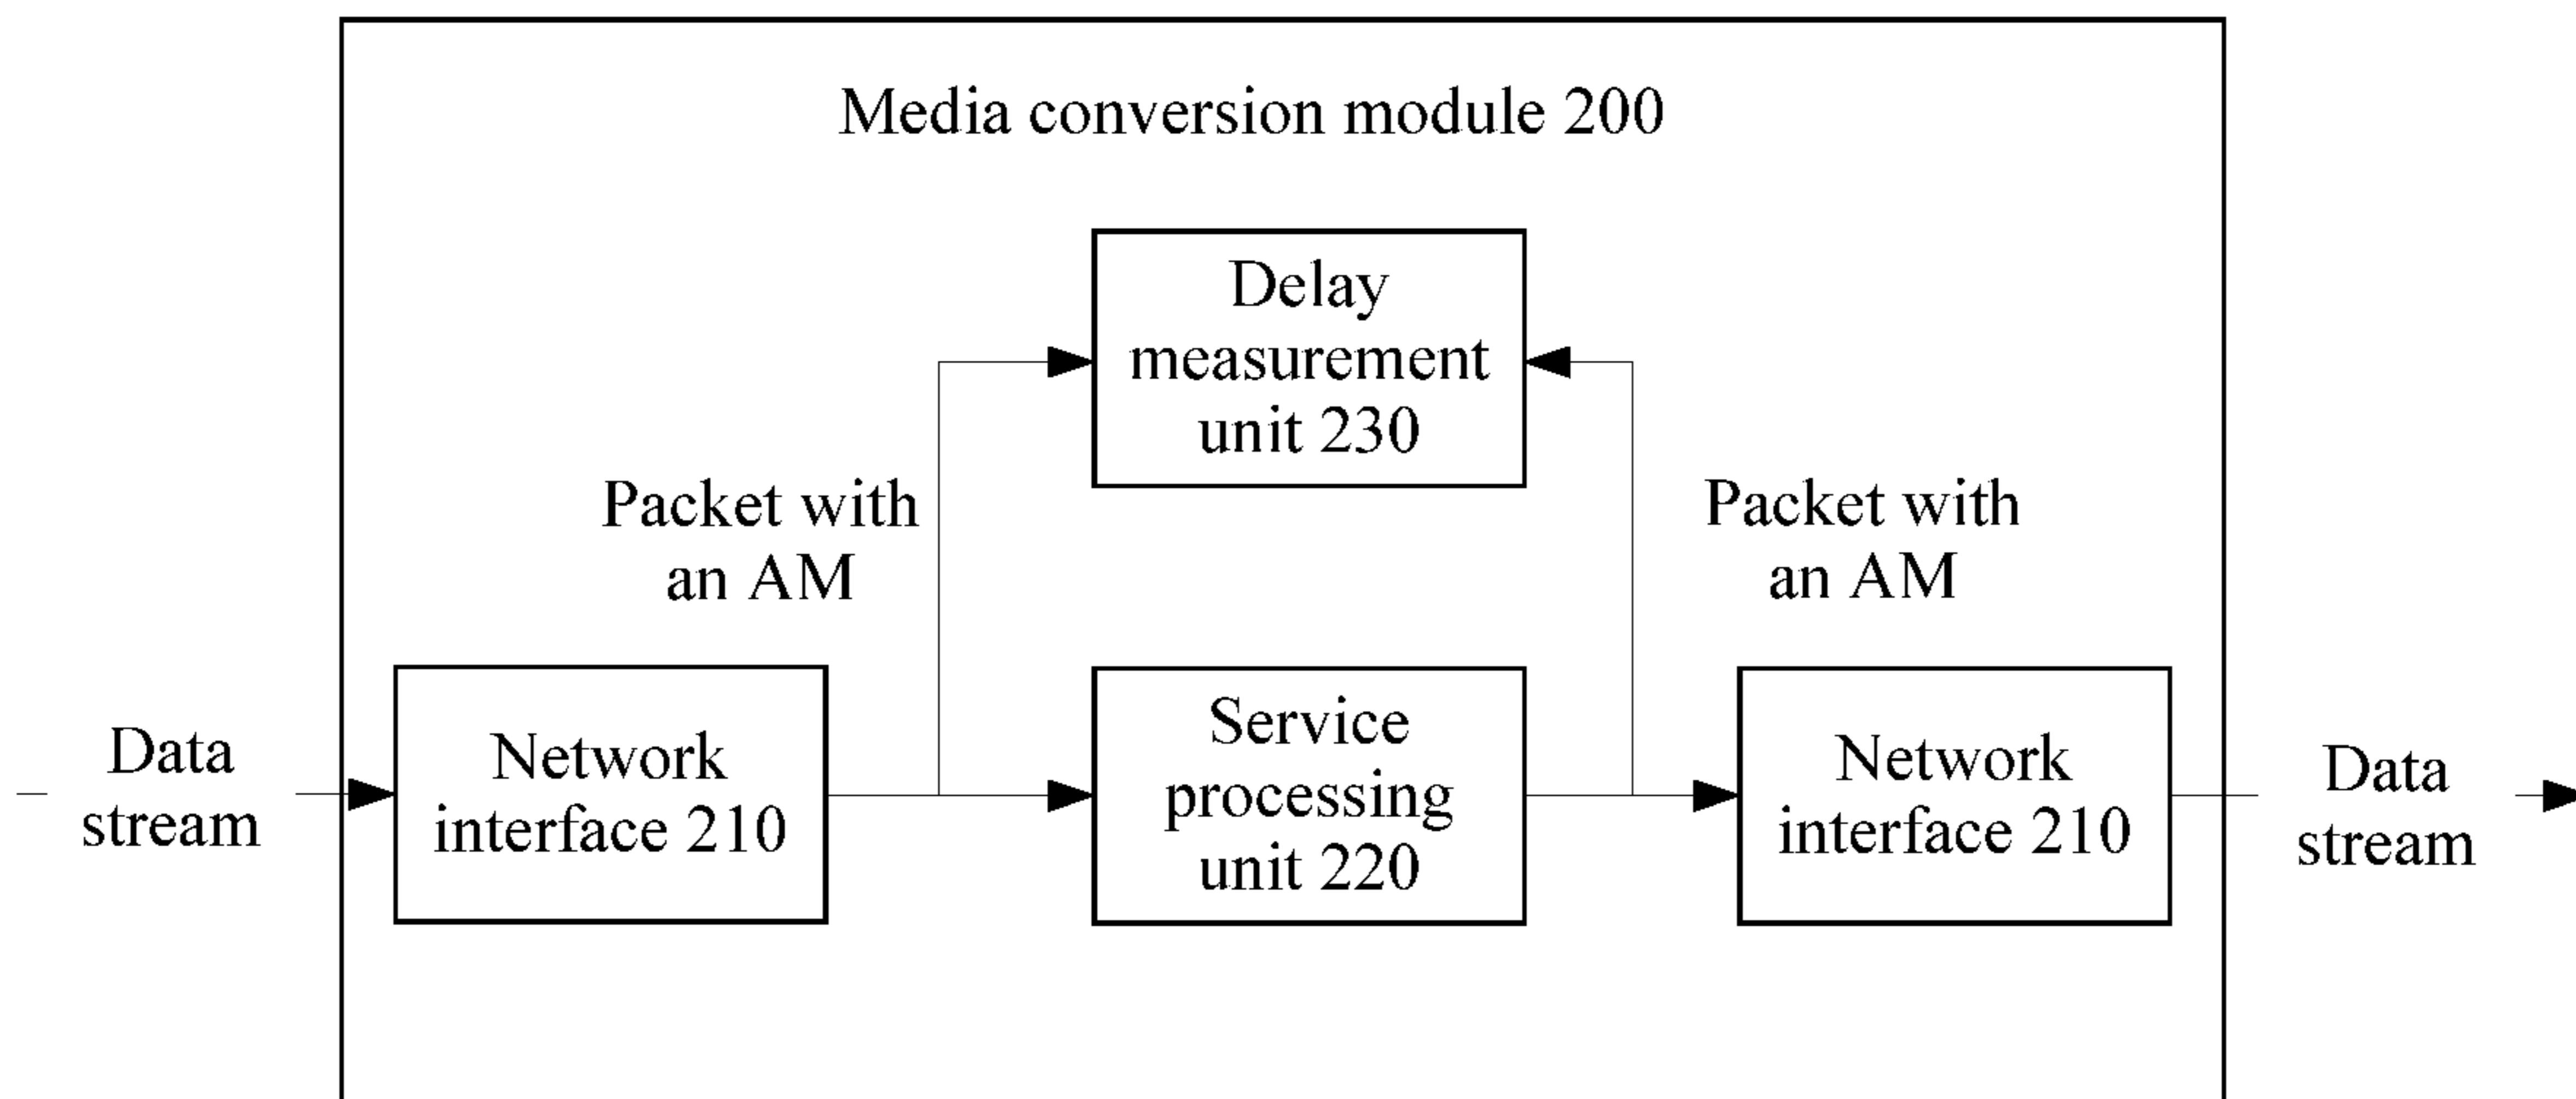 Media conversion module 200
Delay
measurement
unit 230
Packet with
an AM
Packet with
an AM
Data
stream
Network
interface 210
Service
processing
unit 220
Network
interface 210
Data
stream